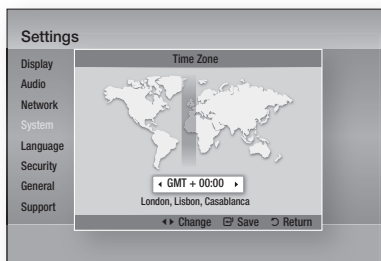 Settings
Display
Audio
Network
System
Language
Security
General
Support
Time Zone
◂ GMT + 00:00 ▸
London, Lisbon, Casablanca
◂▸ Change Save Return